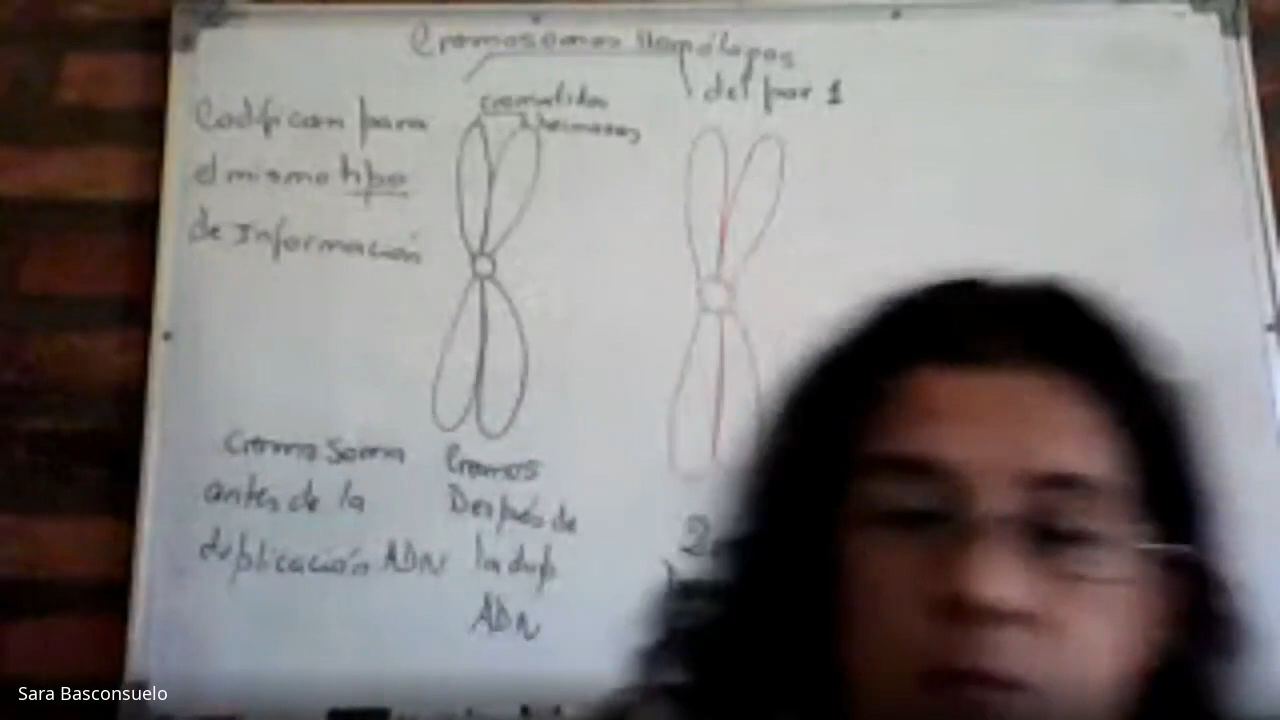 Cromosomas Homólogos
del par 1
cromátidas
hermanas
Codifican para
el mismo tipo
de Información
Cromosoma
antes de la
duplicación ADN
Cromos
Después de
la dup
ADN
2
Sara Basconsuelo